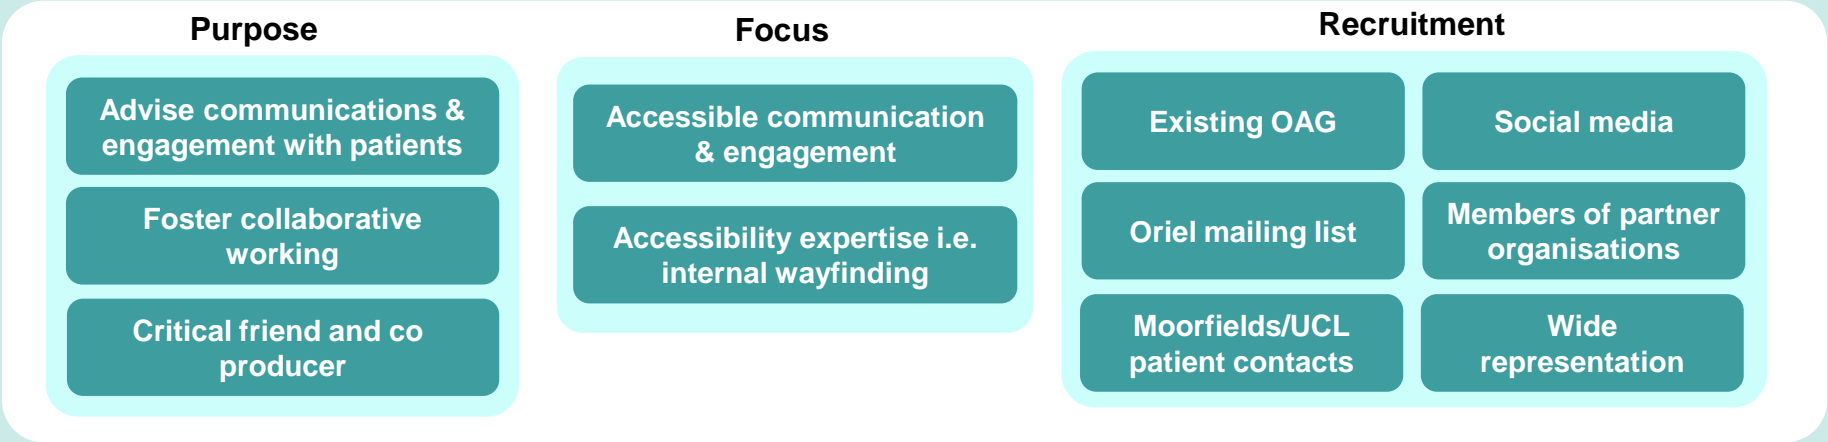 Purpose
Advise communications &
engagement with patients
Foster collaborative
working
Critical friend and co
producer
Focus
Accessible communication
& engagement
Accessibility expertise i.e.
internal wayfinding
Recruitment
Existing OAG
Social media
Oriel mailing list
Members of partner
organisations
Moorfields/UCL
patient contacts
Wide
representation